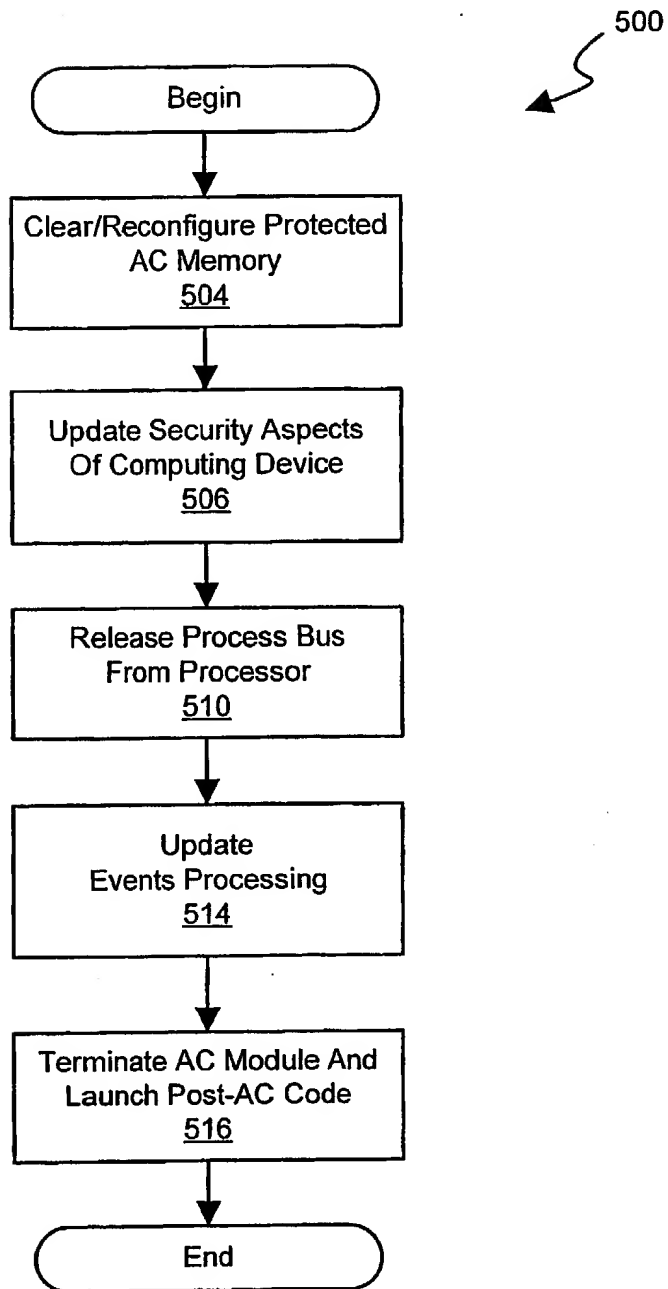 500
Begin
Clear/Reconfigure Protected
AC Memory
504
Update Security Aspects
Of Computing Device
506
Release Process Bus
From Processor
510
Update
Events Processing
514
Terminate AC Module And
Launch Post-AC Code
516
End